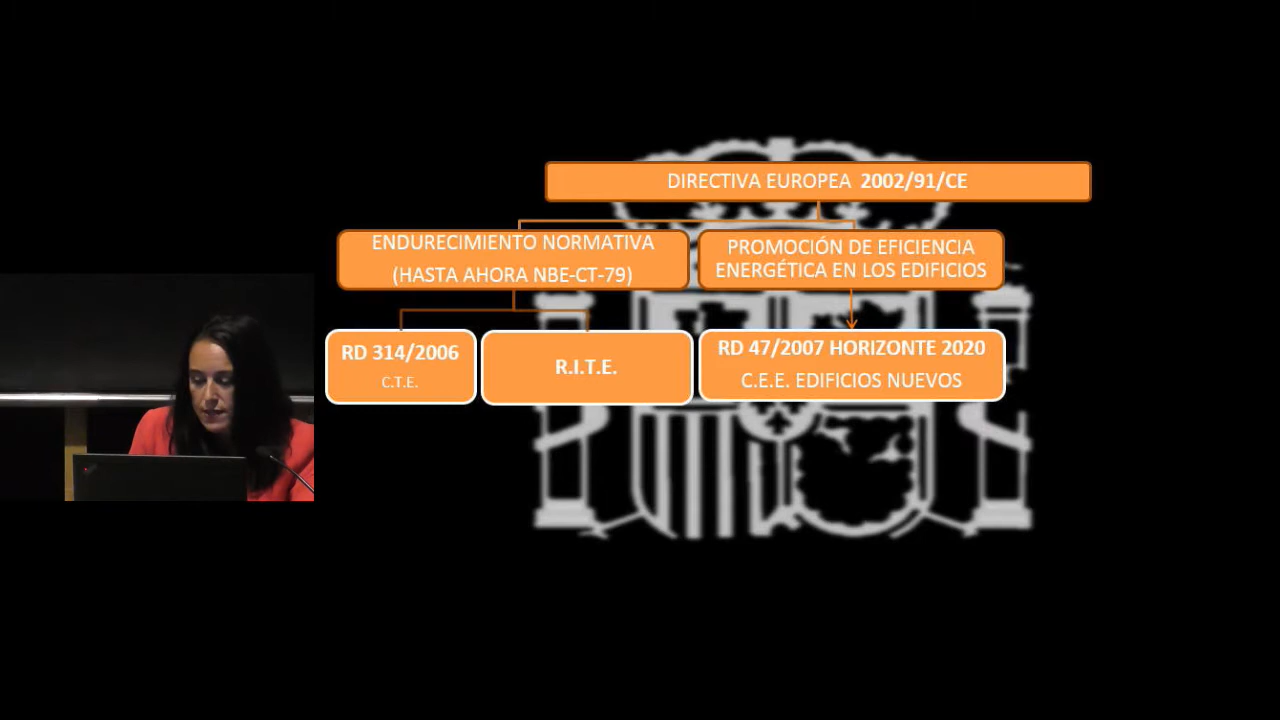 DIRECTIVA EUROPEA 2002/91/CE
ENDURECIMIENTO NORMATIVA
(HASTA AHORA NBE-CT-79)
PROMOCIÓN DE EFICIENCIA
ENERGÉTICA EN LOS EDIFICIOS
RD 314/2006
C.T.E.
R.I.T.E.
RD 47/2007 HORIZONTE 2020
C.E.E. EDIFICIOS NUEVOS